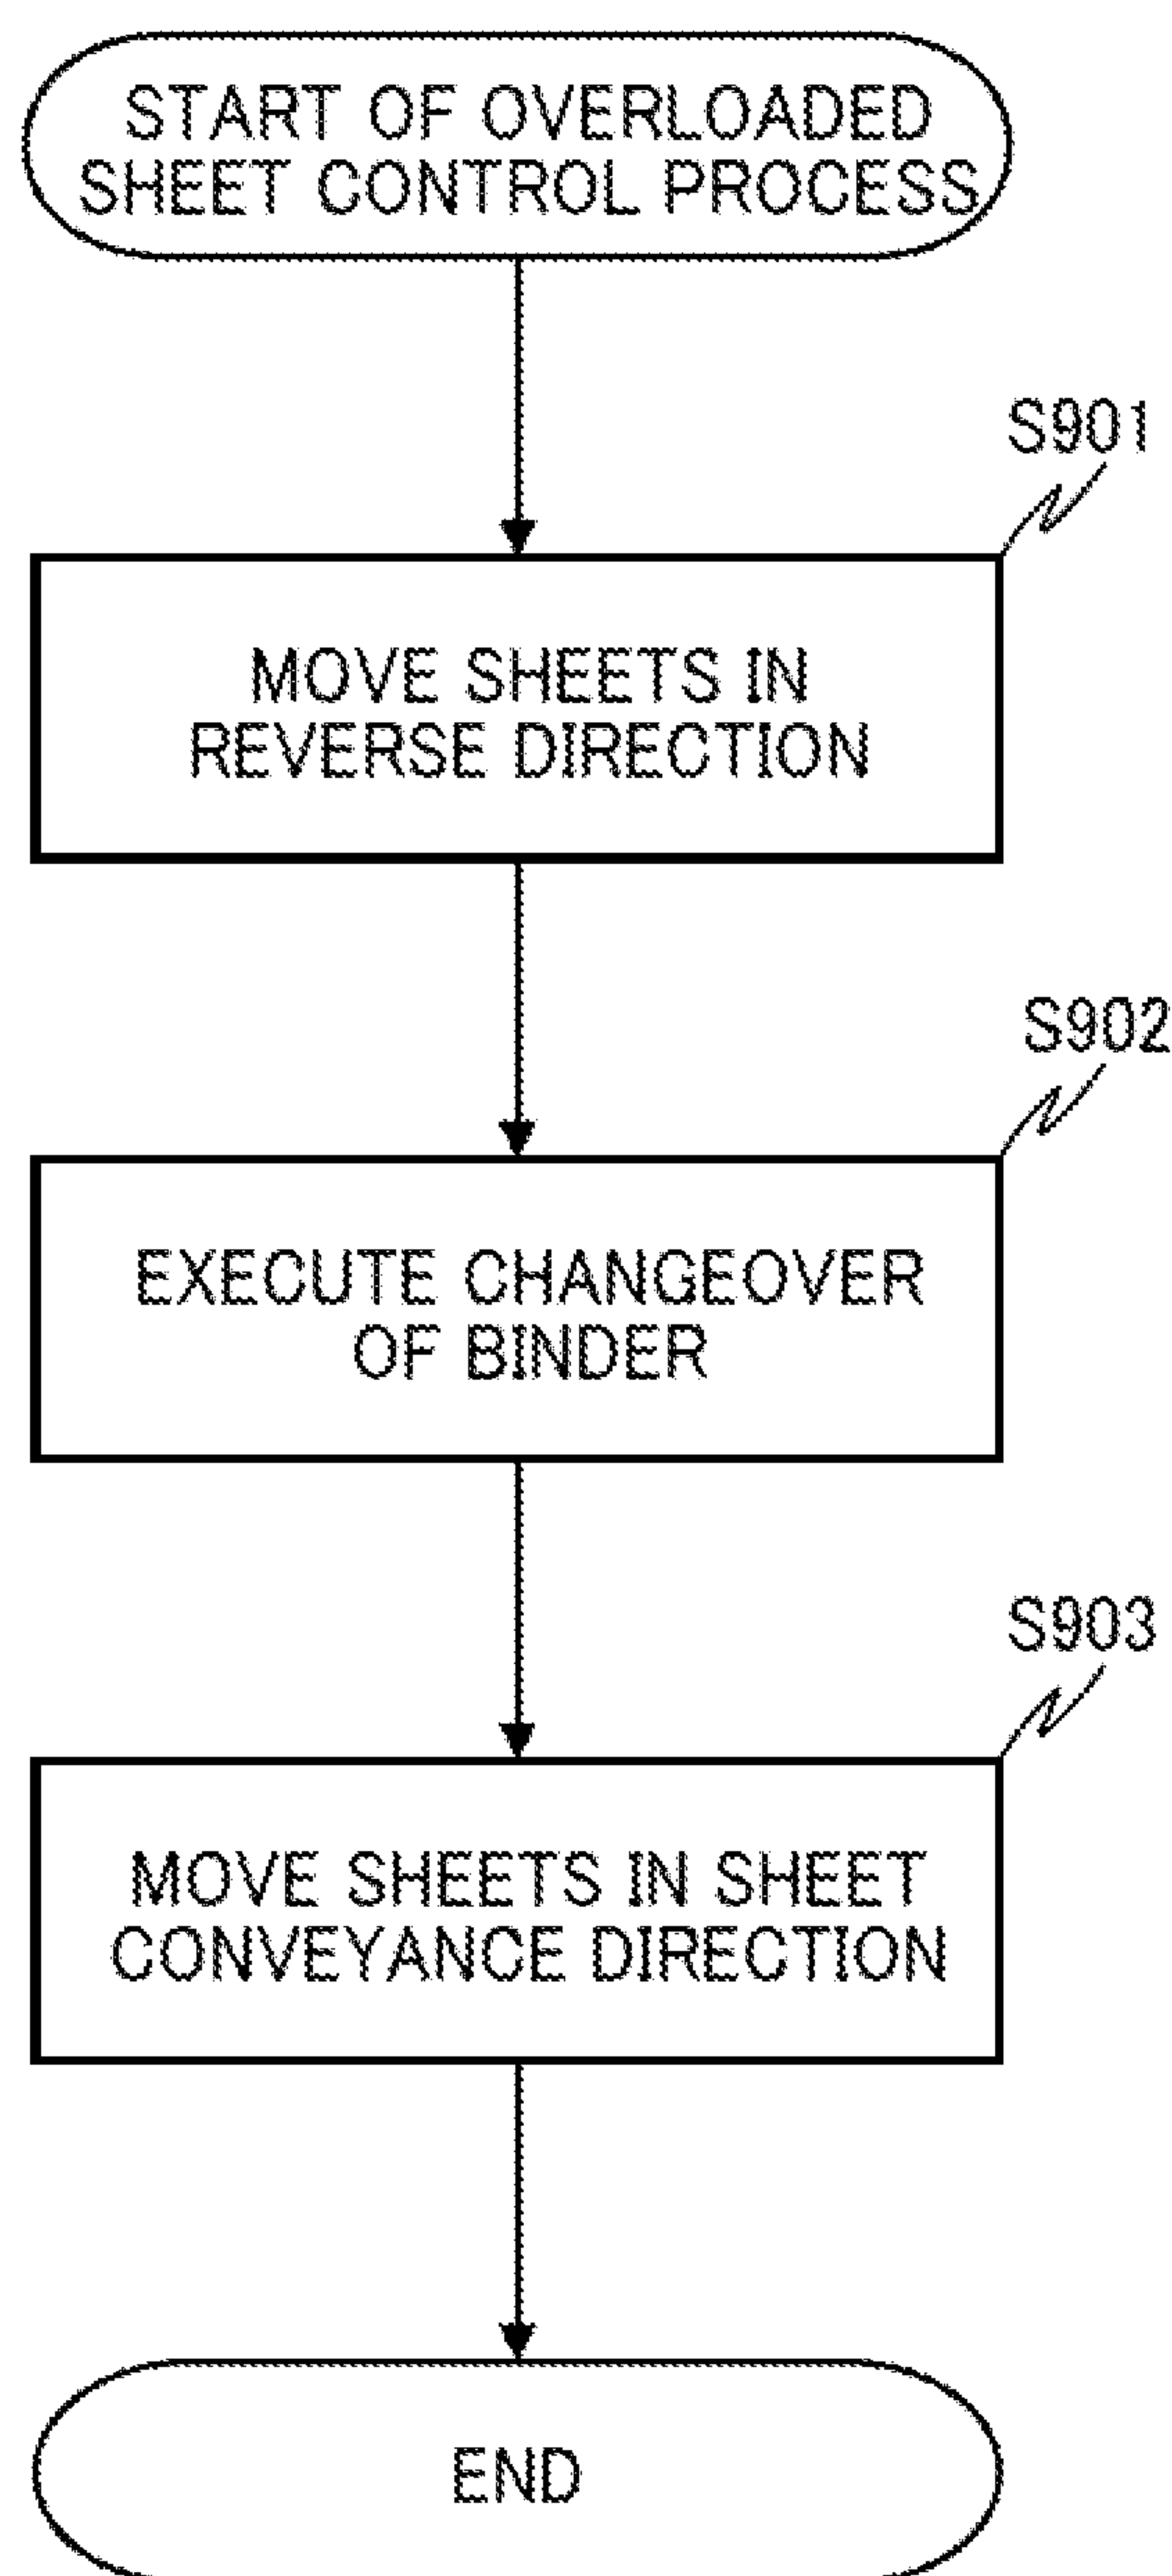 START OF OVERLOADED
SHEET CONTROL PROCESS
S901
MOVE SHEETS IN
REVERSE DIRECTION
S902
EXECUTE CHANGEOVER
OF BINDER
S903
MOVE SHEETS IN SHEET
CONVEYANCE DIRECTION
END